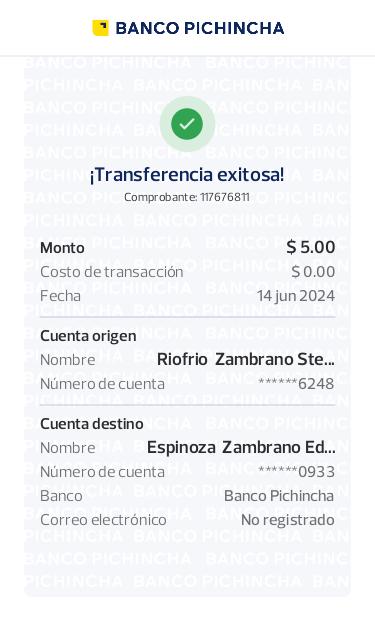 BANCO PICHINCHA
¡Transferencia exitosa!
Comprobante: 117676811
Monto $ 5.00
Costo de transacción $ 0.00
Fecha 14 jun 2024
Cuenta origen
Nombre Riofrio Zambrano Ste...
Número de cuenta ******6248
Cuenta destino
Nombre Espinoza Zambrano Ed...
Número de cuenta ******0933
Banco Banco Pichincha
Correo electrónico No registrado